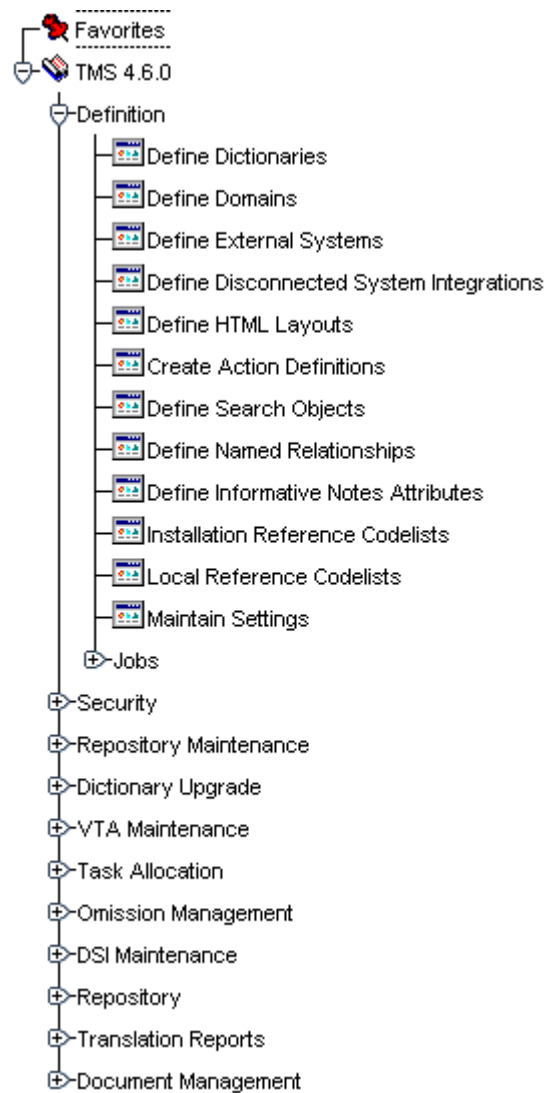 Favorites
TMS 4.6.0
Definition
Define Dictionaries
Define Domains
Define External Systems
Define Disconnected System Integrations
Define HTML Layouts
Create Action Definitions
Define Search Objects
Define Named Relationships
Define Informative Notes Attributes
Installation Reference Codelists
Local Reference Codelists
Maintain Settings
Jobs
Security
Repository Maintenance
Dictionary Upgrade
VTA Maintenance
Task Allocation
Omission Management
DSI Maintenance
Repository
Translation Reports
Document Management